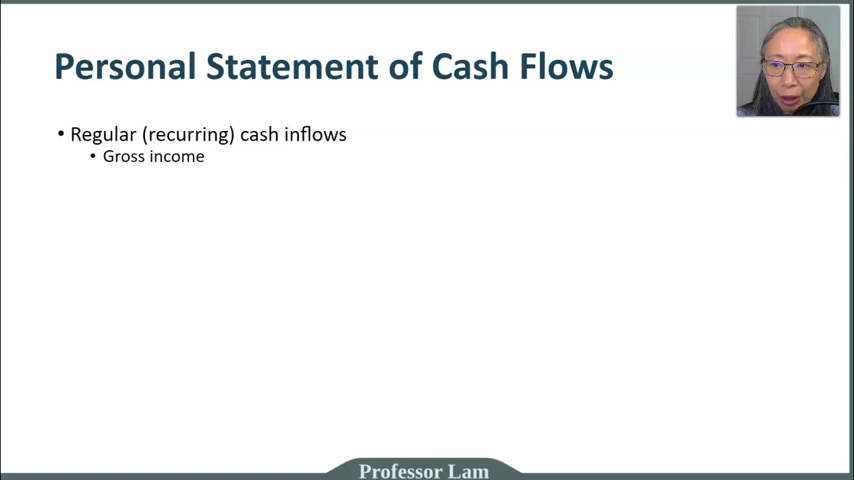 Personal Statement of Cash Flows
• Regular (recurring) cash inflows
• Gross income
Professor Lam